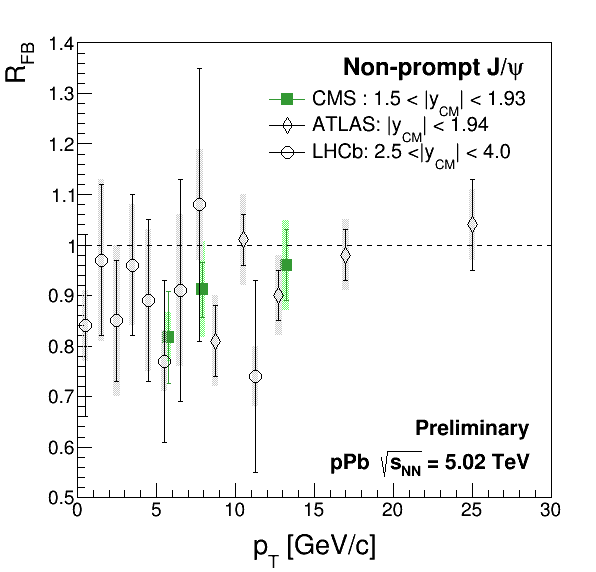 R_FB
1.4
1.3
1.2
1.1
1
0.9
0.8
0.7
0.6
0.5
Non-prompt J/ψ
CMS : 1.5 < |y_CM| < 1.93
ATLAS: |y_CM| < 1.94
LHCb: 2.5 <|y_CM| < 4.0
Preliminary
pPb √s_NN = 5.02 TeV
0 5 10 15 20 25 30
p_T [GeV/c]